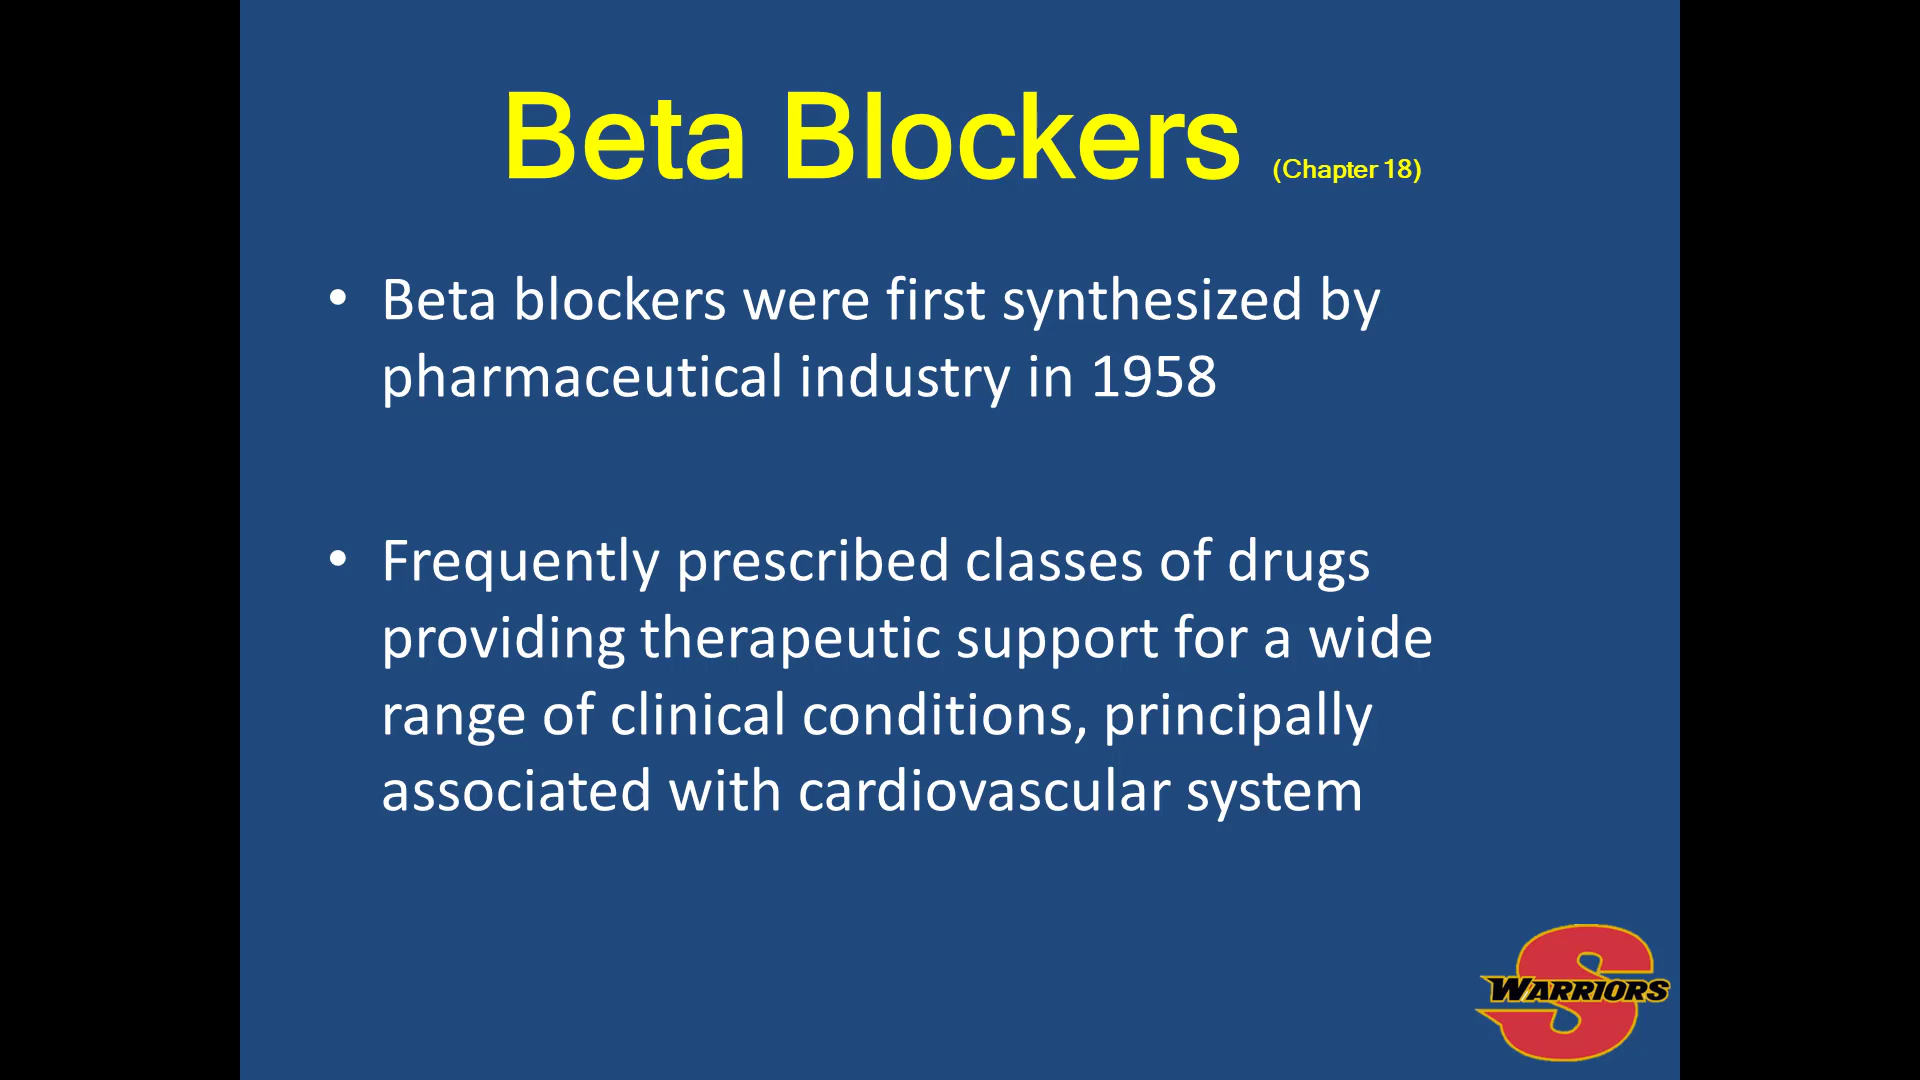 Beta Blockers (Chapter 18)
• Beta blockers were first synthesized by
pharmaceutical industry in 1958
• Frequently prescribed classes of drugs
providing therapeutic support for a wide
range of clinical conditions, principally
associated with cardiovascular system
S
WARRIORS